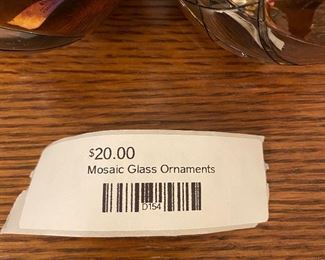 $20.00
Mosaic Glass Ornaments
D154